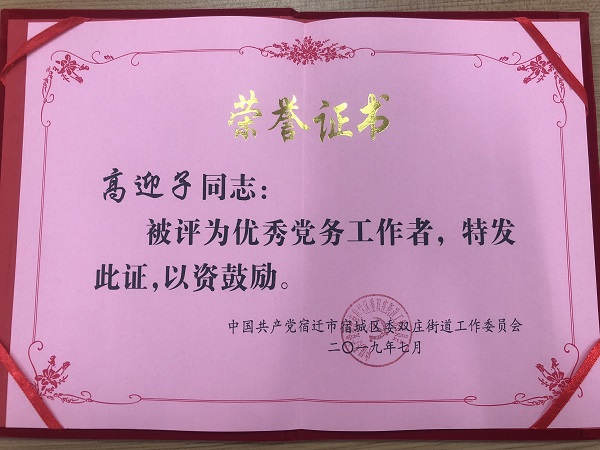 荣誉证书
高迎子同志：
被评为优秀党务工作者，特发
此证，以资鼓励。
中国共产党宿迁市宿城区委双庄街道工作委员会
二〇一九年七月